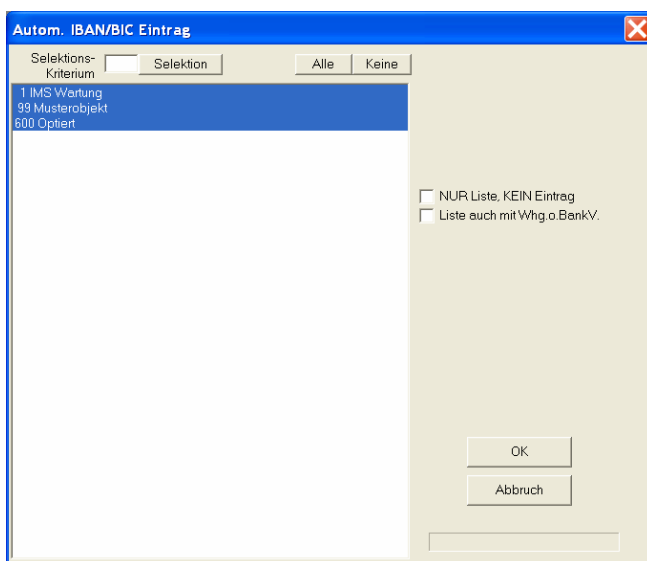 Autom. IBAN/BIC Eintrag
Selektions-
Kriterium
Selektion
Alle
Keine
1 IMS Wartung
99 Musterobjekt
600 Optiert
NUR Liste, KEIN Eintrag
Liste auch mit Whg.o.BankV.
OK
Abbruch